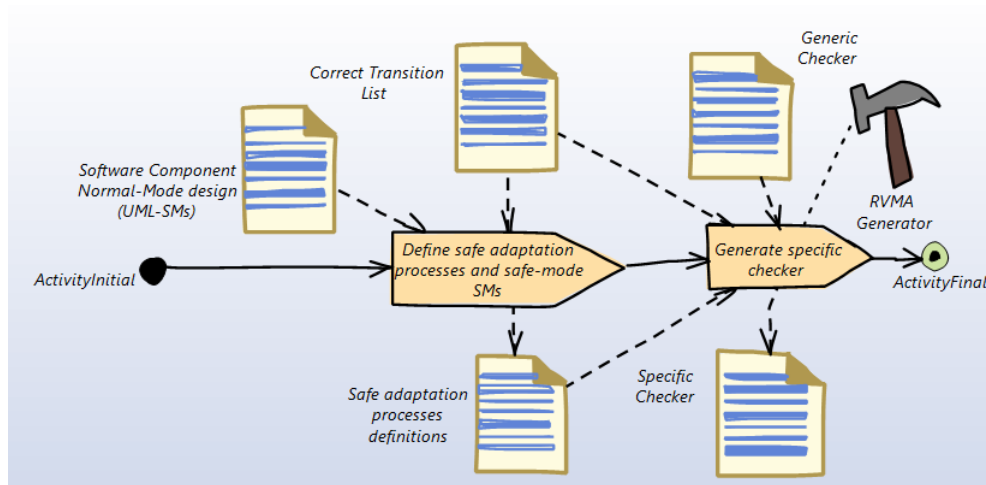 Generic
Checker
Correct Transition
List
Software Component
Normal-Mode design
(UML-SMs)
RVMA
Generator
Define safe adaptation
processes and safe-mode
SMs
Generate specific
checker
ActivityInitial
ActivityFinal
Safe adaptation
processes
definitions
Specific
Checker